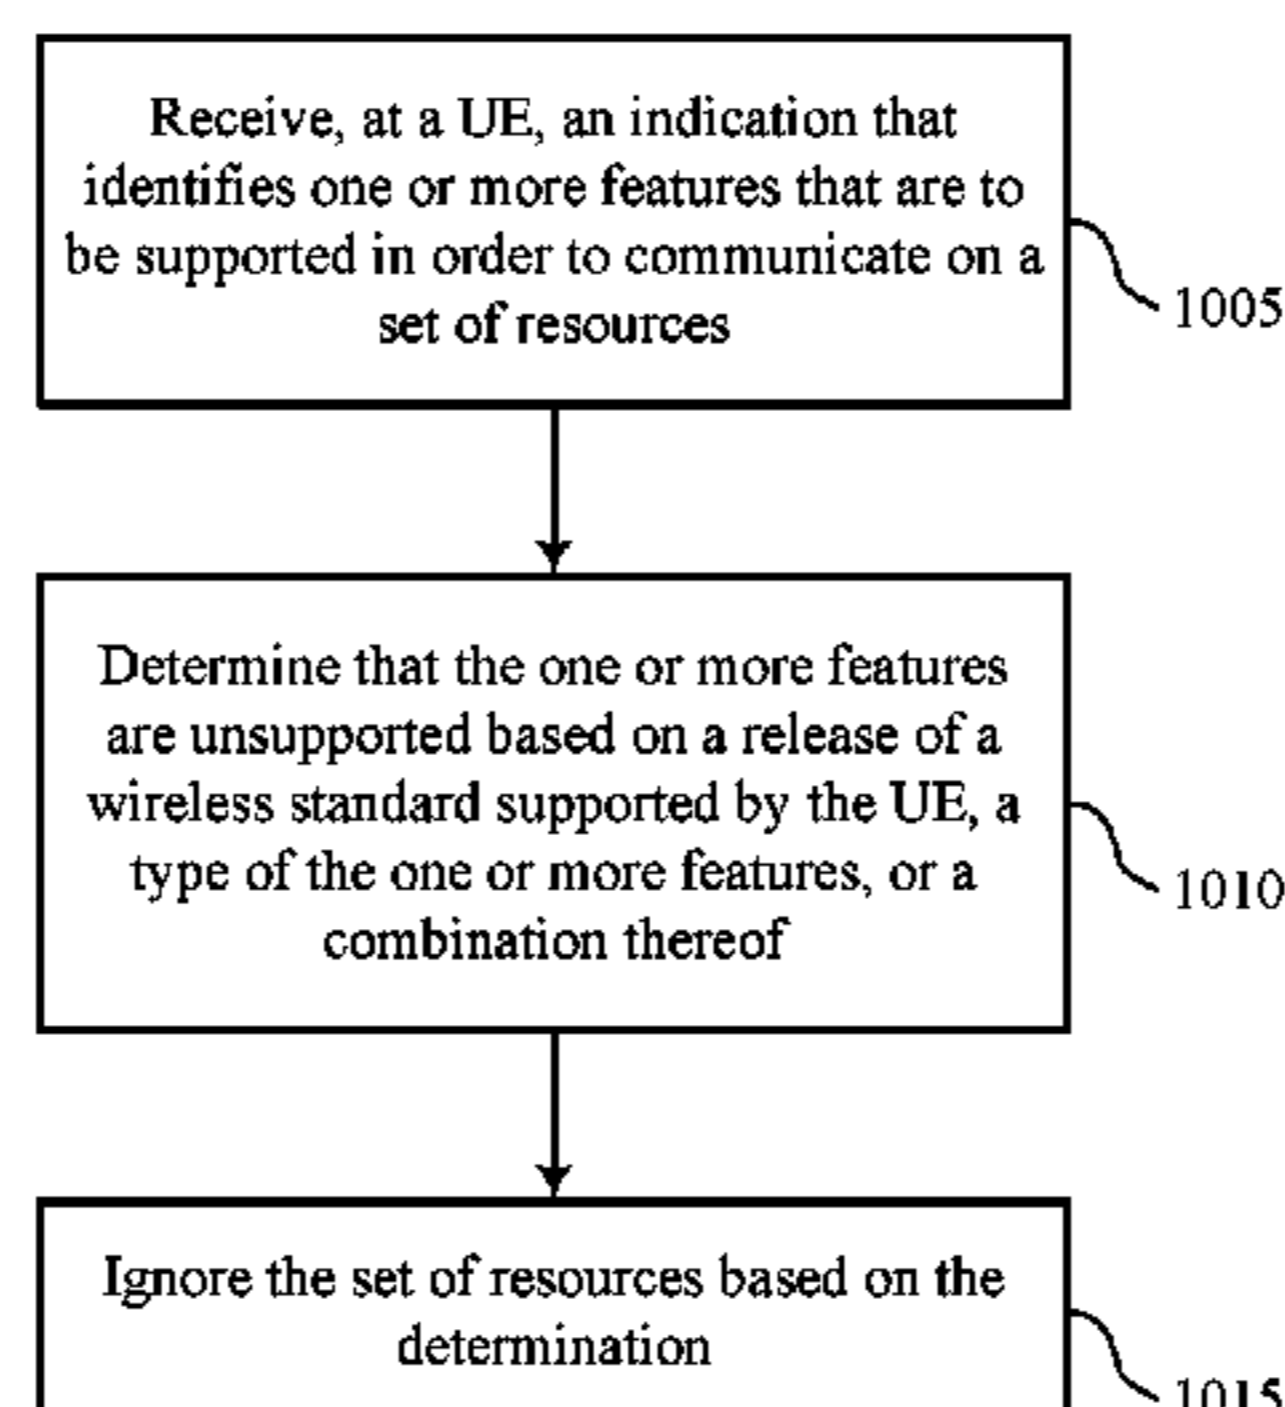 Receive, at a UE, an indication that
identifies one or more features that are to
be supported in order to communicate on a
set of resources
1005
Determine that the one or more features
are unsupported based on a release of a
wireless standard supported by the UE, a
type of the one or more features, or a
combination thereof
1010
Ignore the set of resources based on the
determination
1015